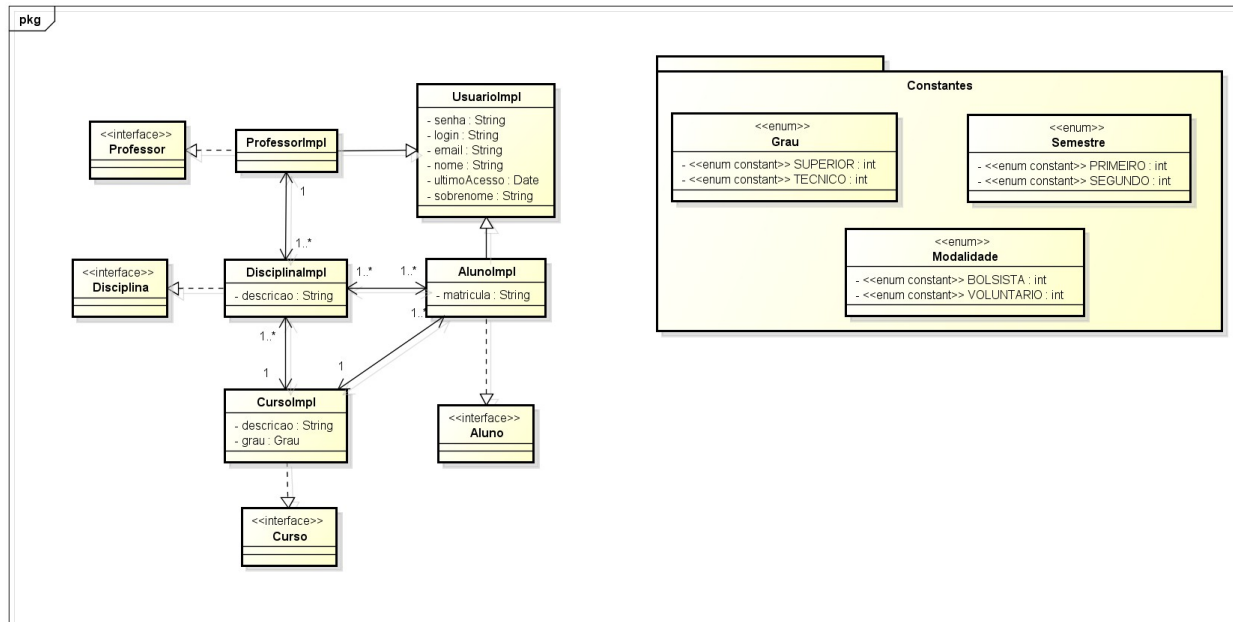 pkg
UsuarioImpl
- senha : String
- login : String
- email : String
- nome : String
- ultimoAcesso : Date
- sobrenome : String
<<interface>>
Professor
ProfessorImpl
1
1..*
<<interface>>
Disciplina
DisciplinaImpl
- descricao : String
1..*
1..*
AlunoImpl
- matricula : String
1..*
1..*
1
1
CursoImpl
- descricao : String
- grau : Grau
<<interface>>
Aluno
<<interface>>
Curso
Constantes
<<enum>>
Grau
- <<enum constant>> SUPERIOR : int
- <<enum constant>> TECNICO : int
<<enum>>
Semestre
- <<enum constant>> PRIMEIRO : int
- <<enum constant>> SEGUNDO : int
<<enum>>
Modalidade
- <<enum constant>> BOLSISTA : int
- <<enum constant>> VOLUNTARIO : int